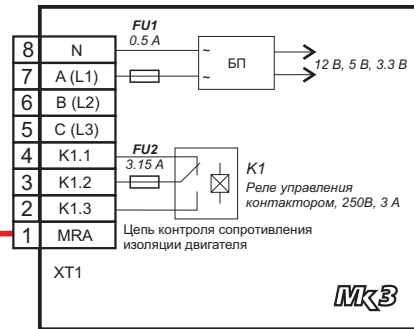 FU1
0.5 А
8 N
7 A (L1)
~
~
БП
12 В, 5 В, 3.3 В
6 B (L2)
5 C (L3)
4 K1.1
FU2
3.15 А
3 K1.2
2 K1.3
K1
Реле управления
контактором, 250В, 3 А
1 MRA
Цепь контроля сопротивления
изоляции двигателя
XT1
МК3